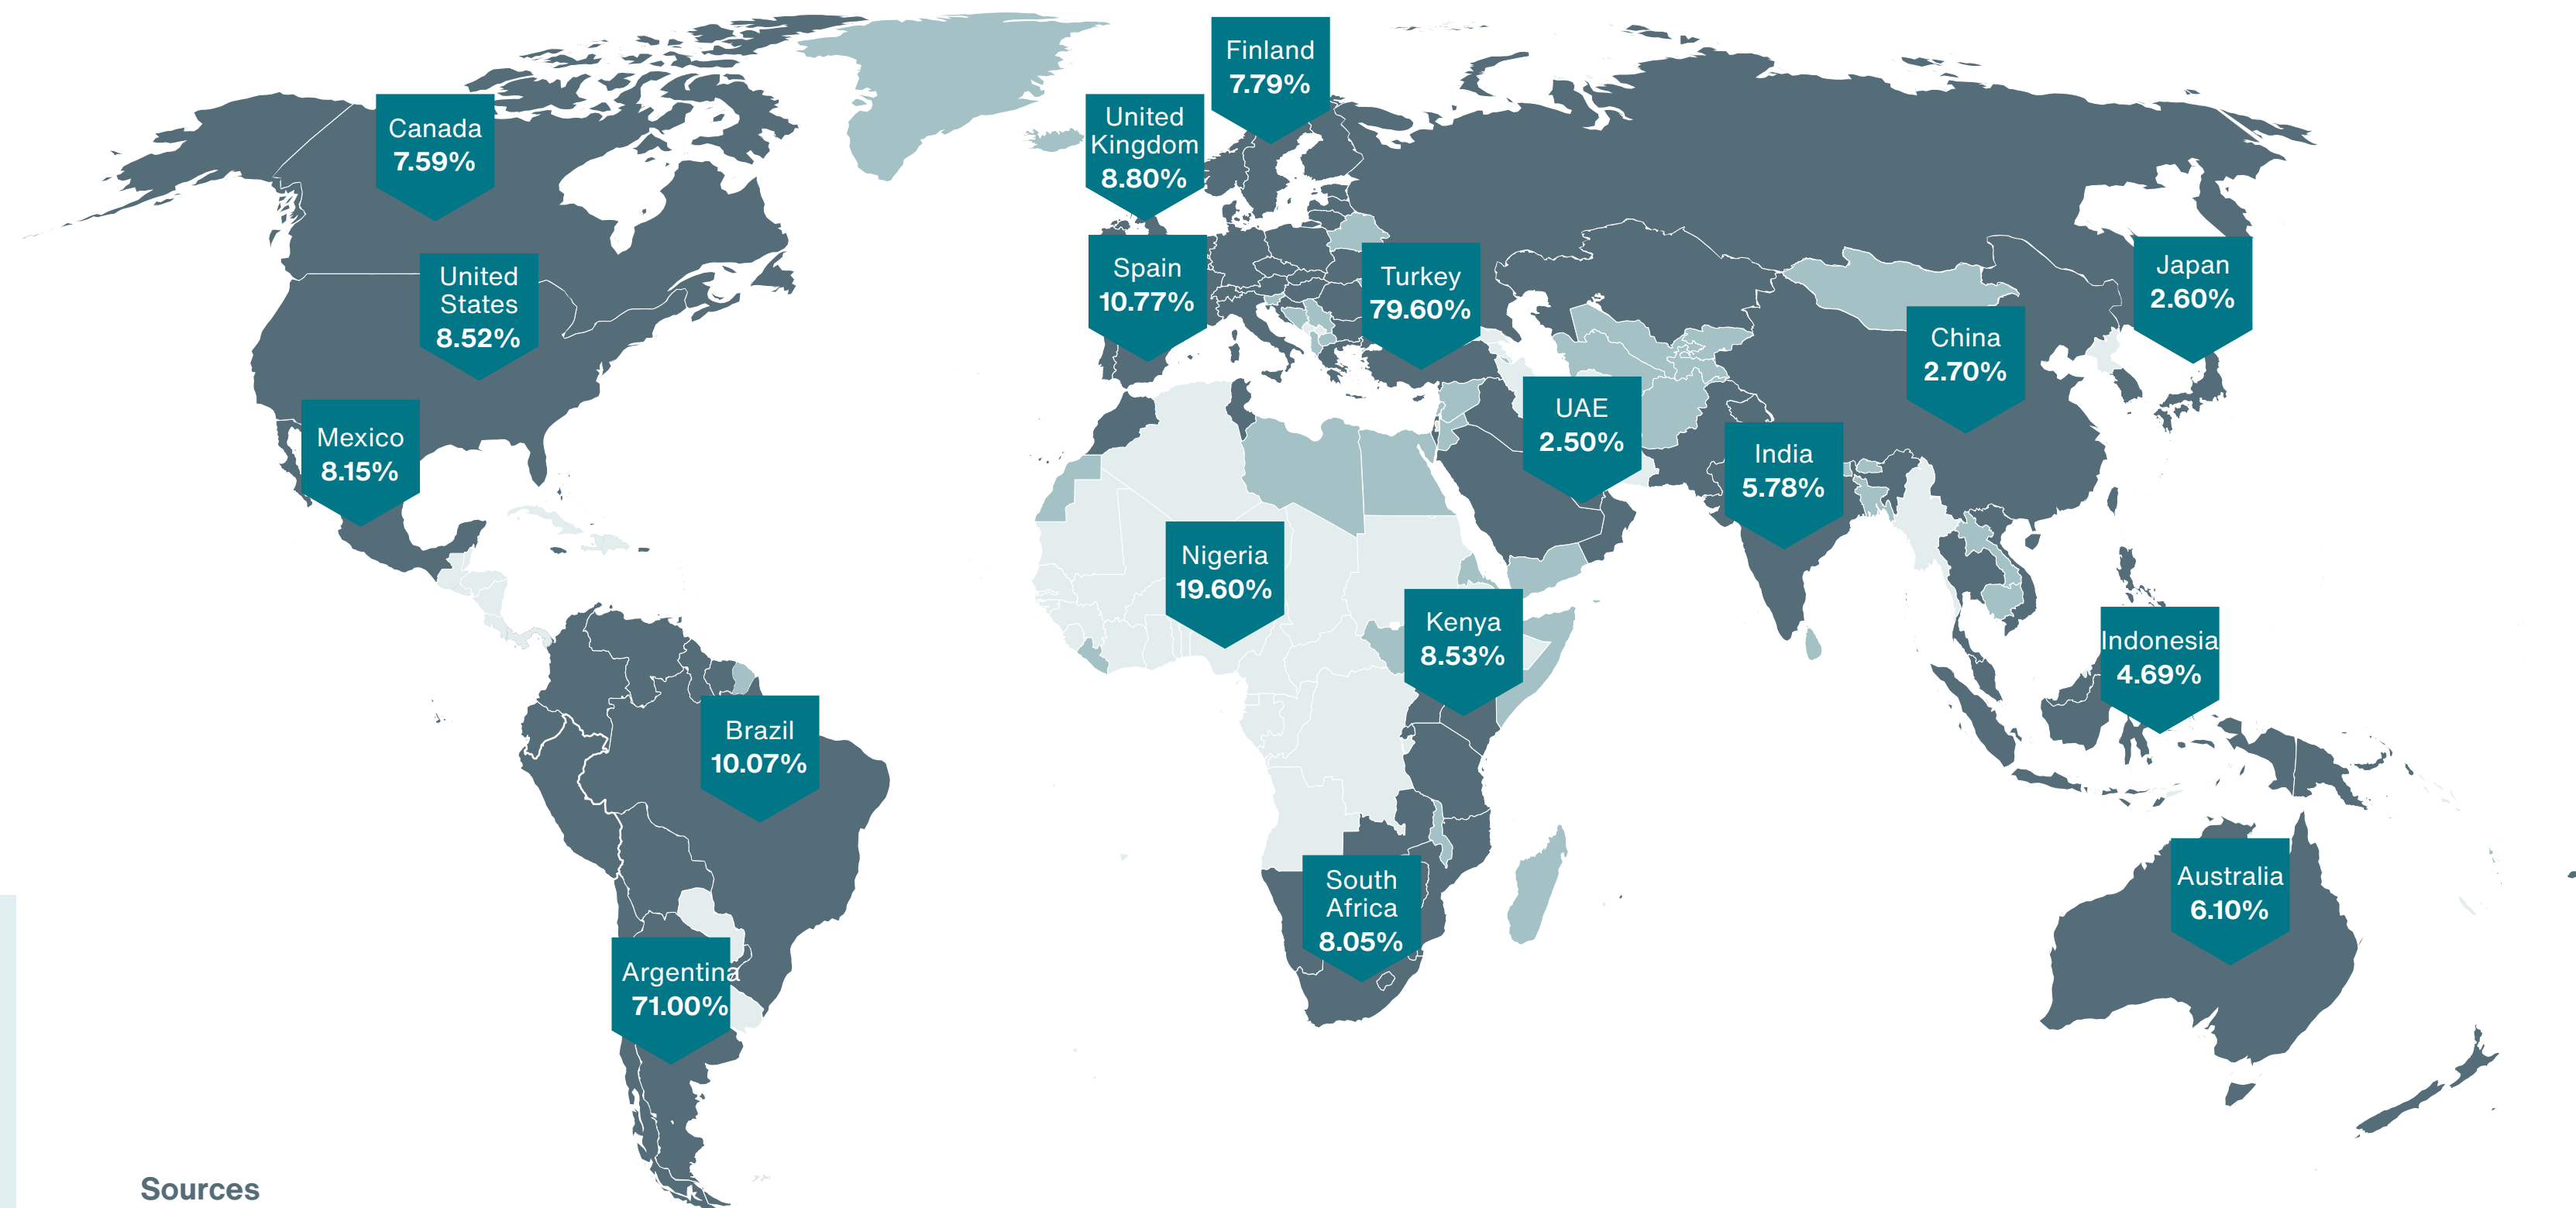 Finland
7.79%
Canada
7.59%
United
Kingdom
8.80%
United
States
8.52%
Spain
10.77%
Turkey
79.60%
Japan
2.60%
China
2.70%
Mexico
8.15%
UAE
2.50%
India
5.78%
Nigeria
19.60%
Kenya
8.53%
Indonesia
4.69%
Brazil
10.07%
South
Africa
8.05%
Australia
6.10%
Argentina
71.00%
Sources